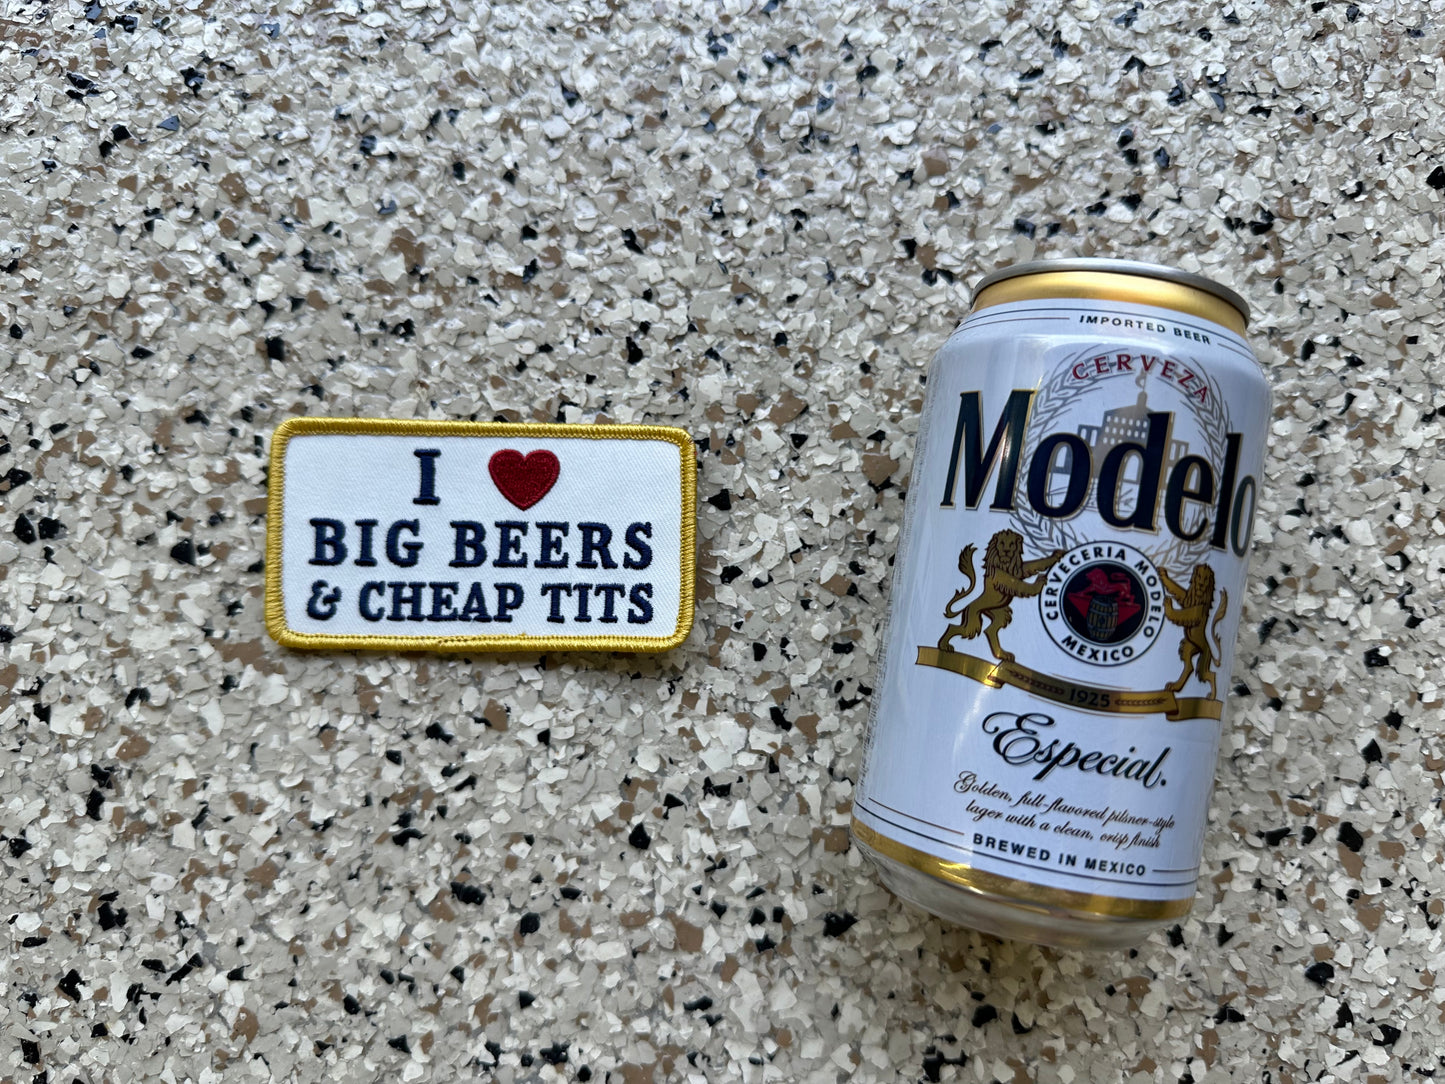 I ❤
BIG BEERS
& CHEAP TITS
IMPORTED BEER
CERVEZA
Modelo
CERVECERIA MODELO
MEXICO
1925
Especial.
Golden, full-flavored pilsner-style
lager with a clean, crisp finish
BREWED IN MEXICO